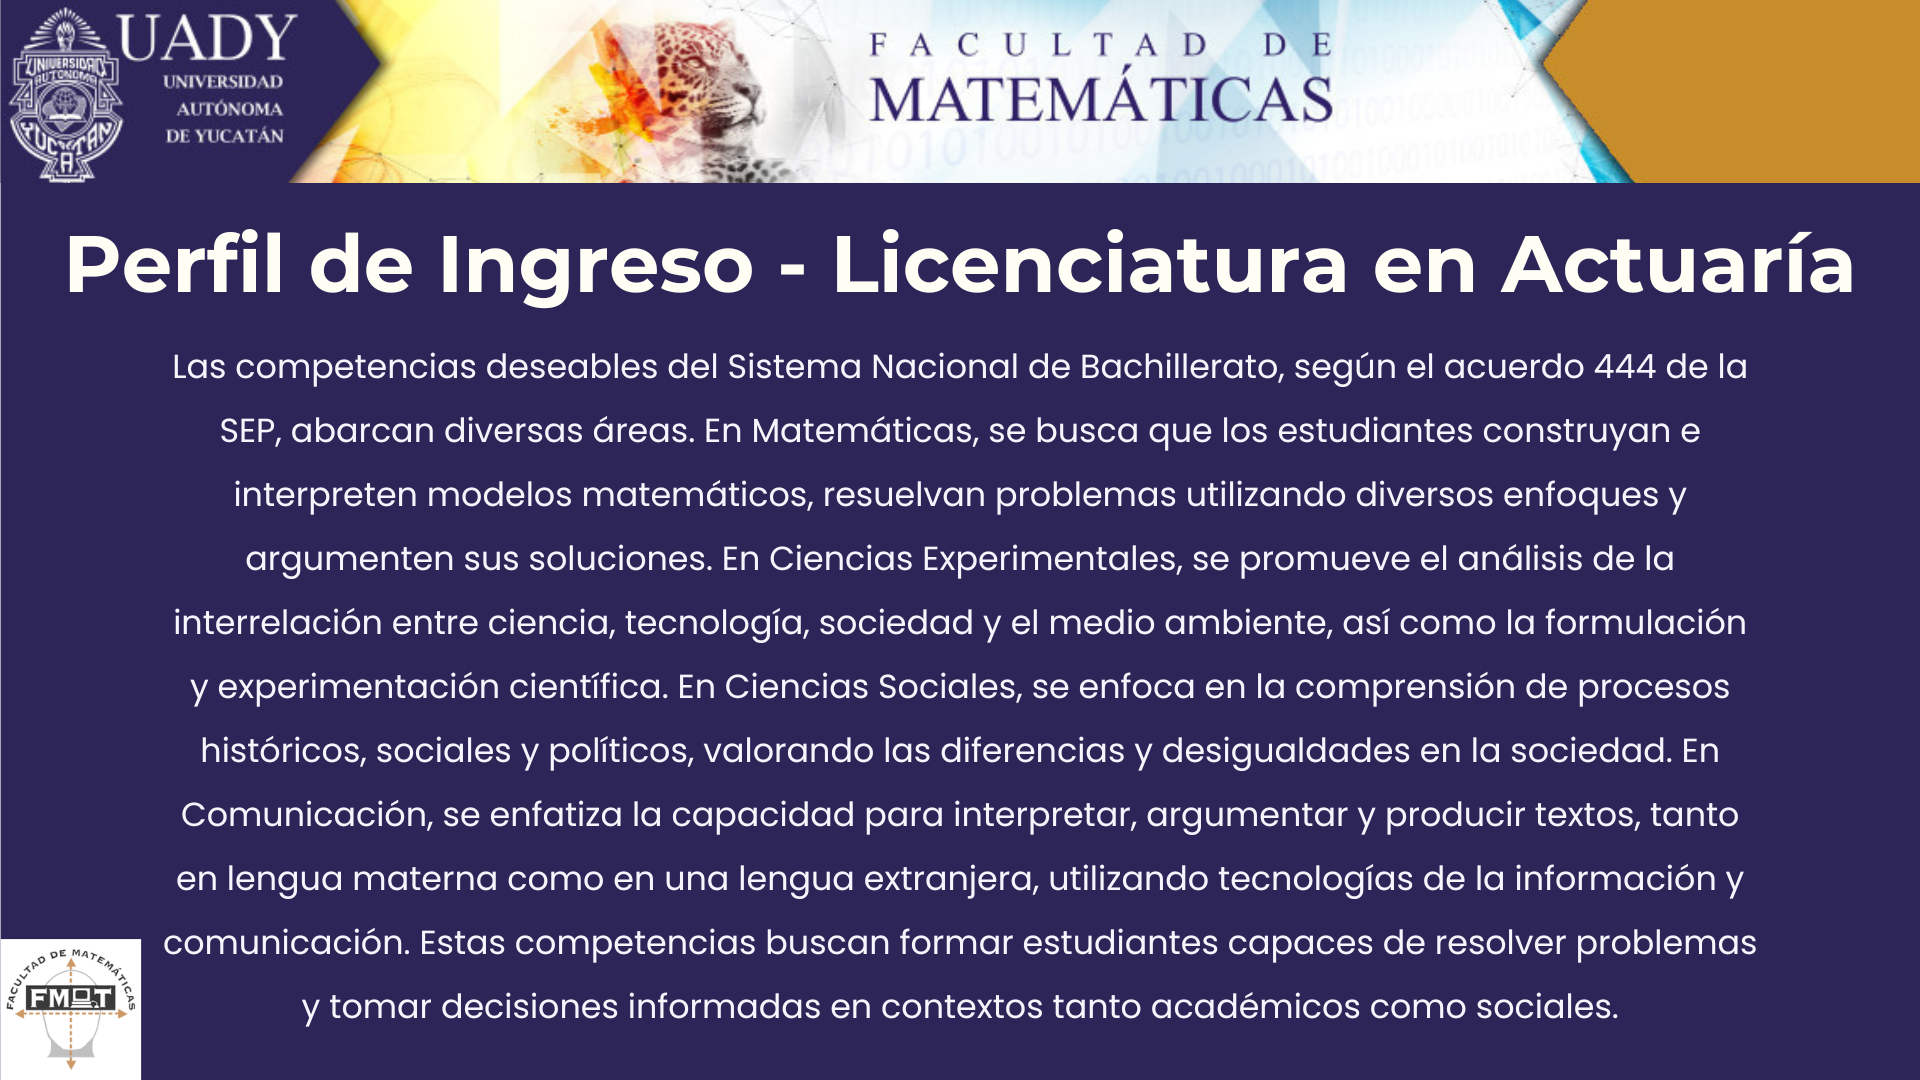 UADY
UNIVERSIDAD
AUTÓNOMA
DE YUCATÁN
UNIVERSIDAD
AUTONOMA
YUCATAN
FACULTAD DE
MATEMÁTICAS
Perfil de Ingreso - Licenciatura en Actuaría
Las competencias deseables del Sistema Nacional de Bachillerato, según el acuerdo 444 de la
SEP, abarcan diversas áreas. En Matemáticas, se busca que los estudiantes construyan e
interpreten modelos matemáticos, resuelvan problemas utilizando diversos enfoques y
argumenten sus soluciones. En Ciencias Experimentales, se promueve el análisis de la
interrelación entre ciencia, tecnología, sociedad y el medio ambiente, así como la formulación
y experimentación científica. En Ciencias Sociales, se enfoca en la comprensión de procesos
históricos, sociales y políticos, valorando las diferencias y desigualdades en la sociedad. En
Comunicación, se enfatiza la capacidad para interpretar, argumentar y producir textos, tanto
en lengua materna como en una lengua extranjera, utilizando tecnologías de la información y
comunicación. Estas competencias buscan formar estudiantes capaces de resolver problemas
y tomar decisiones informadas en contextos tanto académicos como sociales.
FACULTAD DE MATEMÁTICAS
FMAT